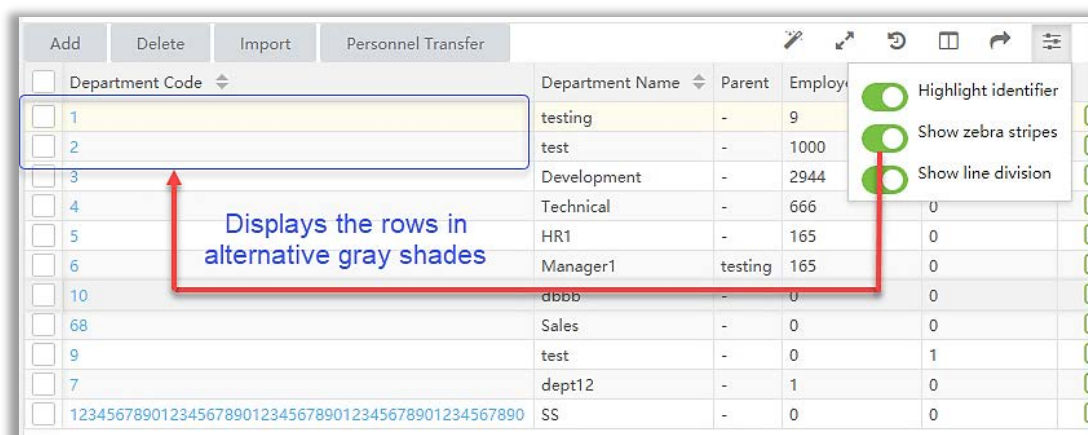 Add Delete Import Personnel Transfer
Department Code Department Name Parent Employe
Highlight identifier
1 testing - 9
Show zebra stripes
2 test - 1000
Show line division
3 Development - 2944
4 Technical - 666 0
Displays the rows in
alternative gray shades
5 HR1 - 165 0
6 Manager1 testing 165 0
10 dbbb - 0 0
68 Sales - 0 0
9 test - 0 1
7 dept12 - 1 0
12345678901234567890123456789012345678901234567890 SS - 0 0